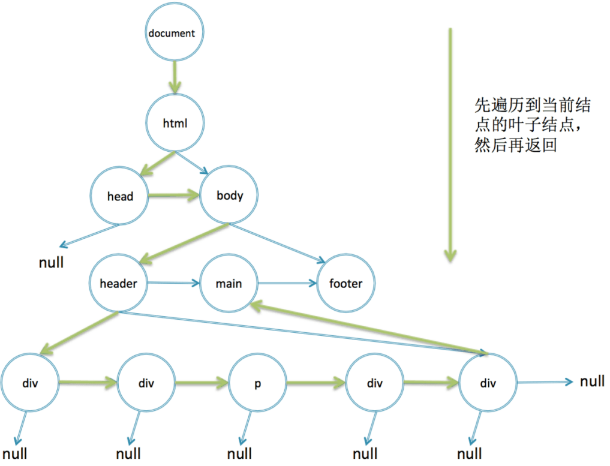 document
先遍历到当前结
点的叶子结点，
然后再返回
html
head
body
null
header
main
footer
div
div
p
div
div
null
null
null
null
null
null